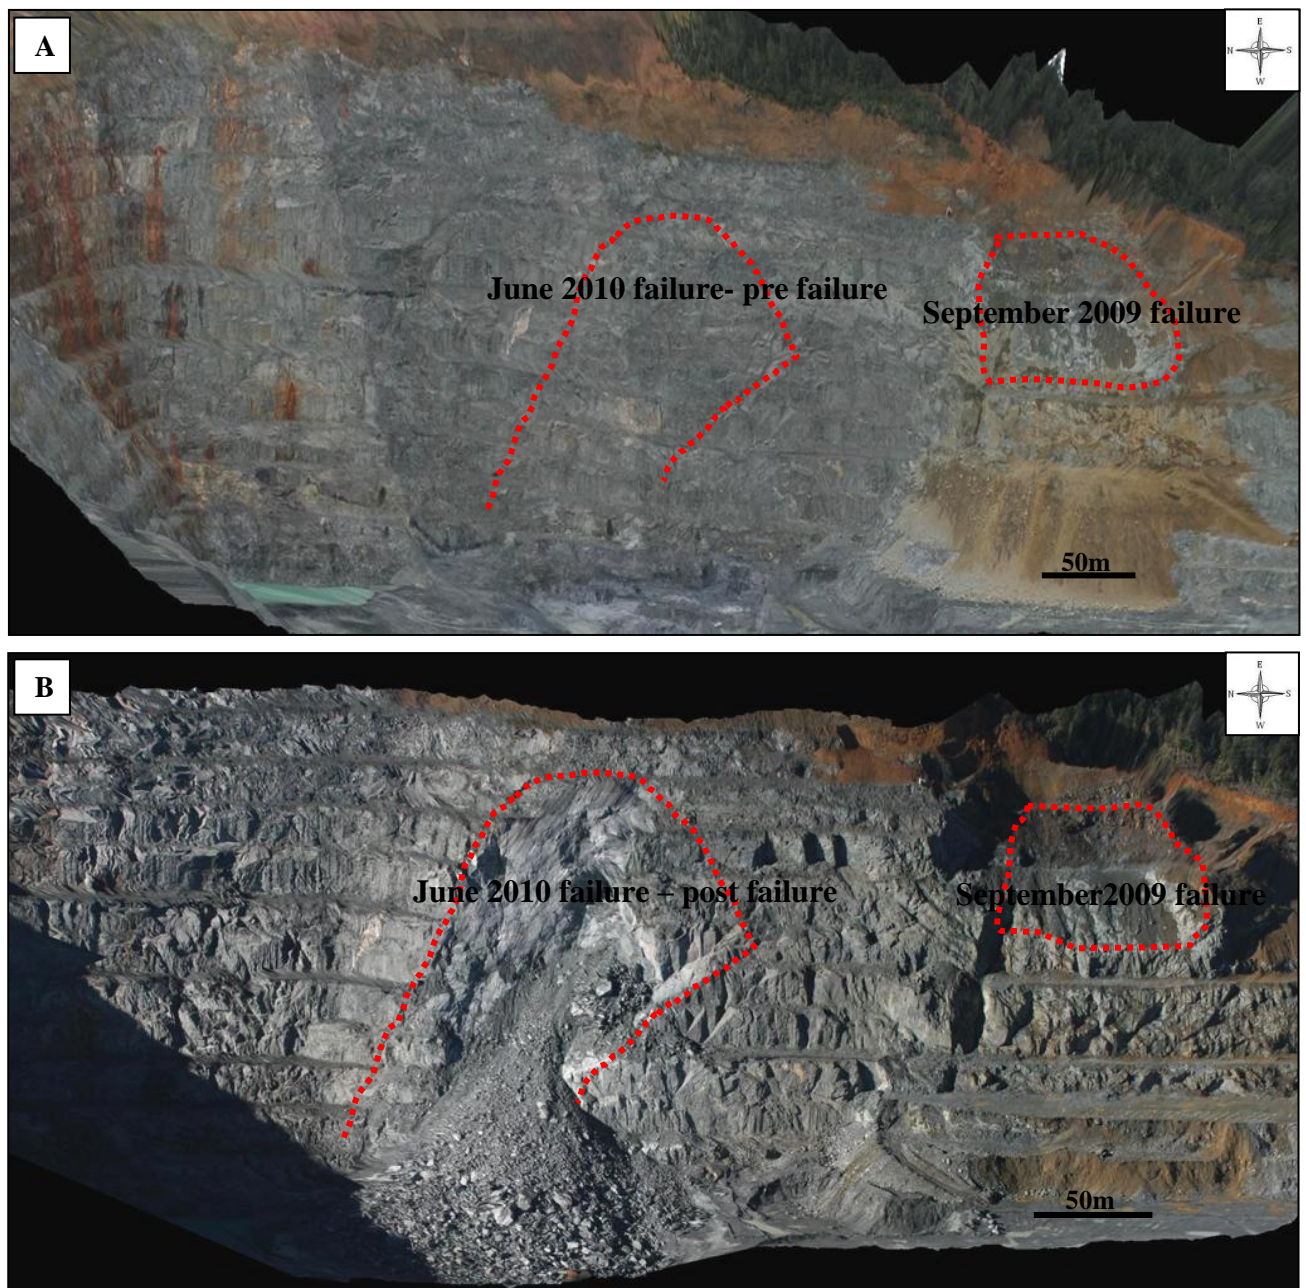 A
E
N S
W
June 2010 failure- pre failure
September 2009 failure
50m
B
E
N S
W
June 2010 failure – post failure
September2009 failure
50m